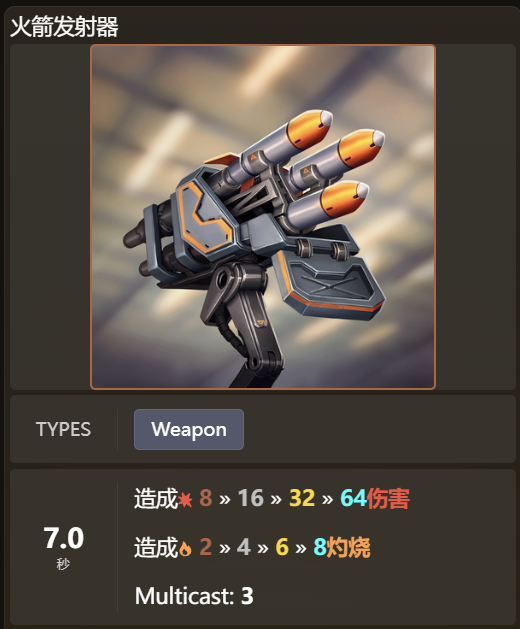 火箭发射器
TYPES
Weapon
7.0
秒
造成 8 » 16 » 32 » 64伤害
造成 2 » 4 » 6 » 8灼烧
Multicast: 3